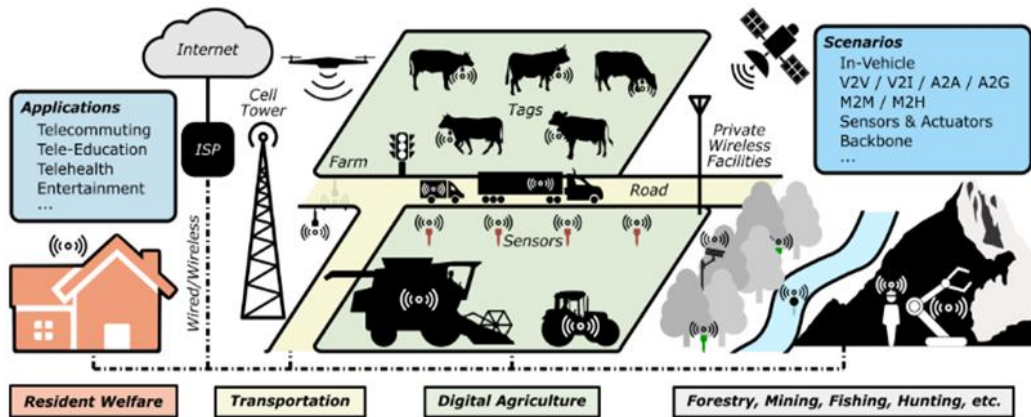 Internet
Applications
Telecommuting
Tele-Education
Telehealth
Entertainment
...
ISP
Cell
Tower
Wired/Wireless
Farm
Tags
Road
Sensors
Private
Wireless
Facilities
Scenarios
In-Vehicle
V2V / V2I / A2A / A2G
M2M / M2H
Sensors & Actuators
Backbone
...
Resident Welfare
Transportation
Digital Agriculture
Forestry, Mining, Fishing, Hunting, etc.